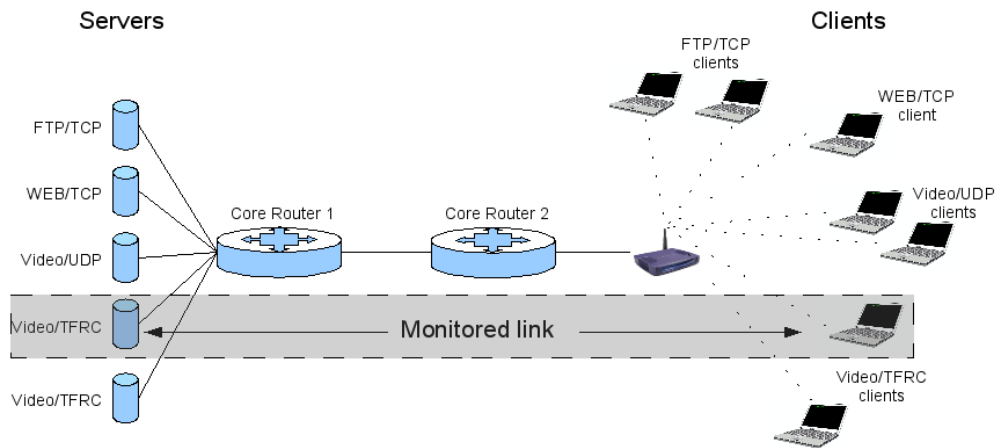 Servers
Clients
FTP/TCP
clients
WEB/TCP
client
FTP/TCP
WEB/TCP
Core Router 1
Core Router 2
Video/UDP
clients
Video/UDP
Video/TFRC
Monitored link
Video/TFRC
Video/TFRC
clients